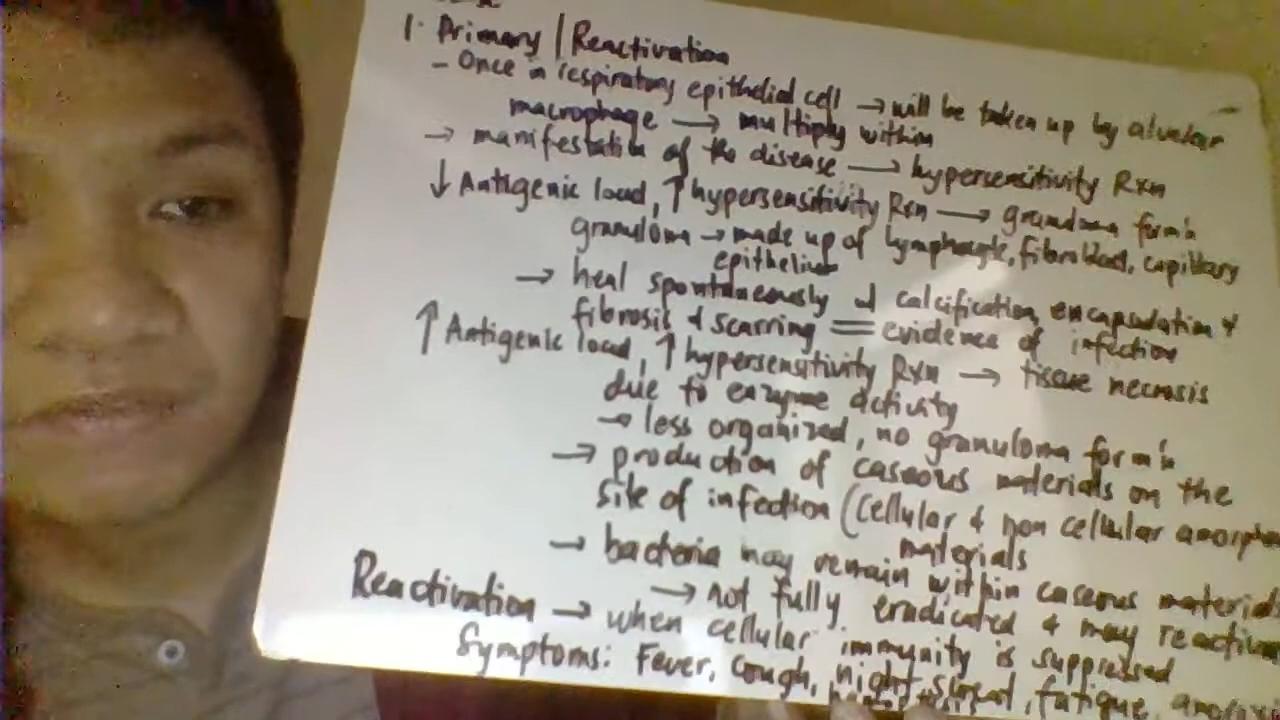 1. Primary | Reactivation
- Once in respiratory epithelial cell → will be taken up by alveolar
macrophage → multiply within
→ manifestation of the disease → hypersensitivity Rxn
↓ Antigenic load, ↑ hypersensitivity Rxn → granuloma form'n
granuloma → made up of lymphocyte, fibroblast, capillary
epithelium
→ heal spontaneously d calcification, encapsulation &
fibrosis & scarring = evidence of infection
↑ Antigenic load, ↑ hypersensitivity Rxn → tissue necrosis
due to enzyme activity
→ less organized, no granuloma form'n
→ production of caseous materials on the
site of infection (cellular & non cellular amorpho
materials
→ bacteria may remain within caseous material
→ not fully eradicated & may reactiva
Reactivation → when cellular immunity is suppressed
Symptoms: Fever, cough, night sweat, fatigue,